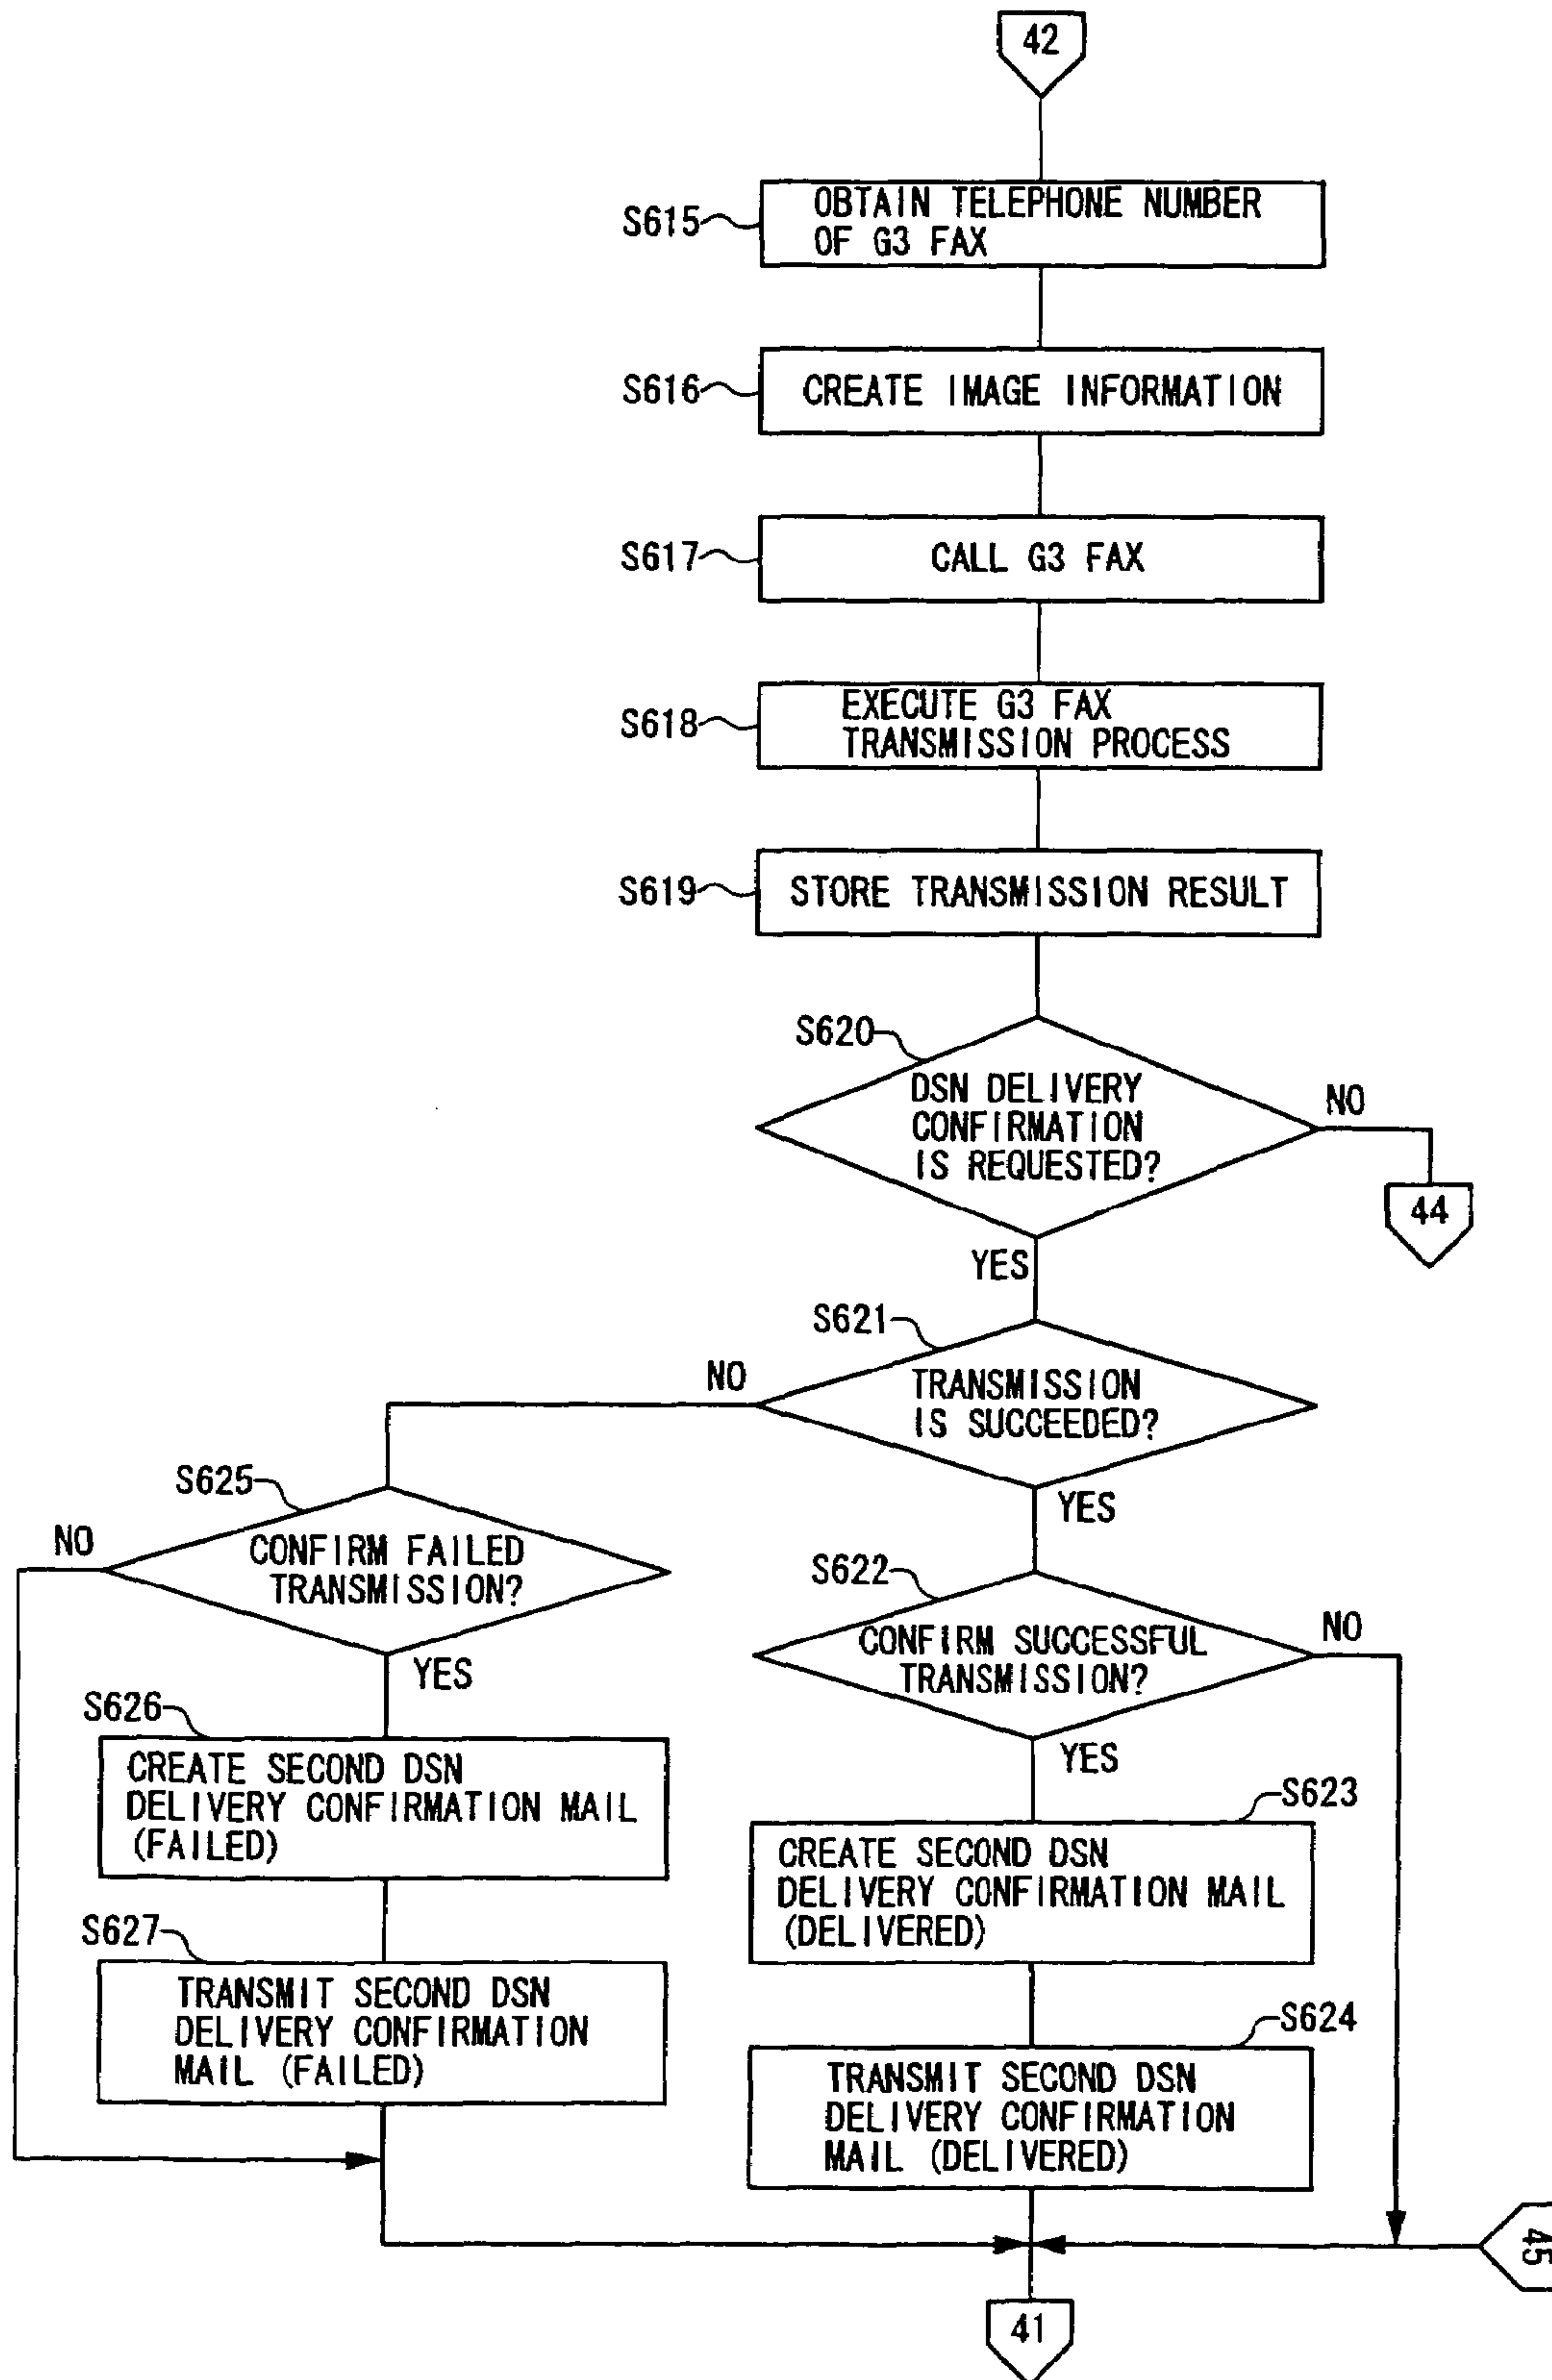 42
S615
OBTAIN TELEPHONE NUMBER
OF G3 FAX
S616
CREATE IMAGE INFORMATION
S617
CALL G3 FAX
S618
EXECUTE G3 FAX
TRANSMISSION PROCESS
S619
STORE TRANSMISSION RESULT
S620
DSN DELIVERY
CONFIRMATION
IS REQUESTED?
NO
44
YES
S621
NO
TRANSMISSION
IS SUCCEEDED?
YES
S625
NO
CONFIRM FAILED
TRANSMISSION?
YES
S622
CONFIRM SUCCESSFUL
TRANSMISSION?
NO
YES
S626
CREATE SECOND DSN
DELIVERY CONFIRMATION MAIL
(FAILED)
S623
CREATE SECOND DSN
DELIVERY CONFIRMATION MAIL
(DELIVERED)
S627
TRANSMIT SECOND DSN
DELIVERY CONFIRMATION
MAIL (FAILED)
S624
TRANSMIT SECOND DSN
DELIVERY CONFIRMATION
MAIL (DELIVERED)
45
41